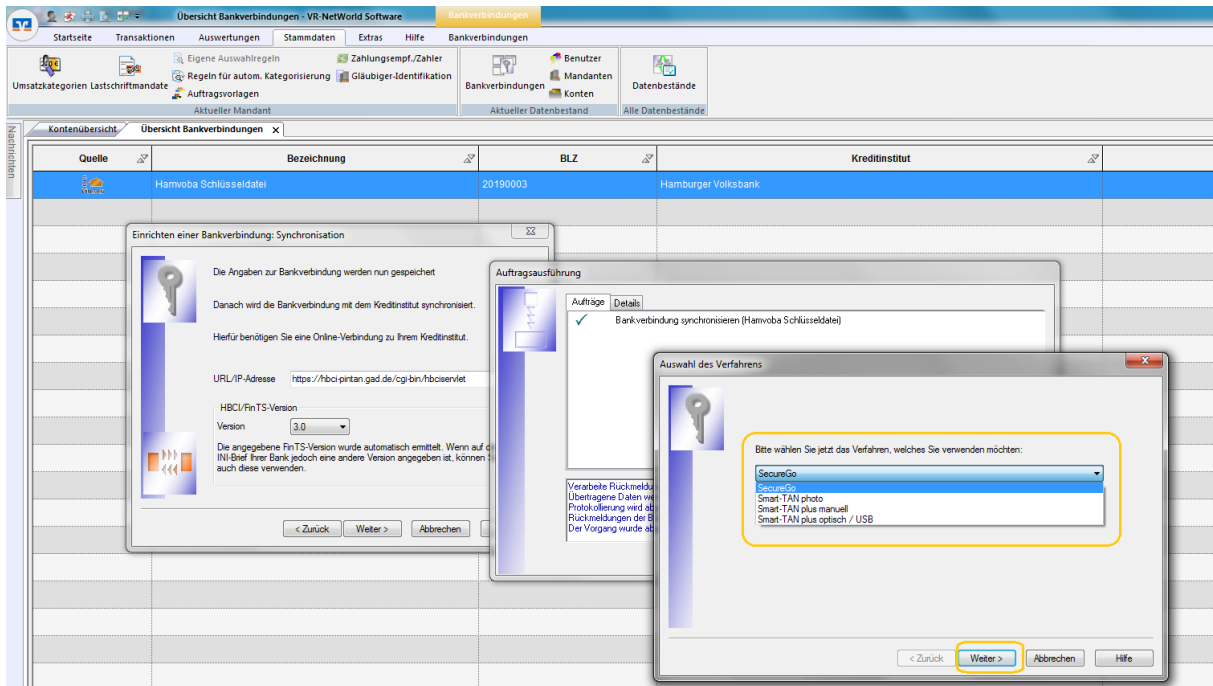 Übersicht Bankverbindungen - VR-NetWorld Software
Bankverbindungen
Startseite Transaktionen Auswertungen Stammdaten Extras Hilfe Bankverbindungen
Umsatzkategorien Lastschriftmandate
Eigene Auswahlregeln
Regeln für autom. Kategorisierung
Auftragsvorlagen
Zahlungsempf./Zahler
Gläubiger-Identifikation
Aktueller Mandant
Bankverbindungen
Benutzer
Mandanten
Konten
Aktueller Datenbestand
Datenbestände
Alle Datenbestände
Nachrichten
Kontenübersicht Übersicht Bankverbindungen x
Quelle Bezeichnung BLZ Kreditinstitut
Hamvoba Schlüsseldatei 20190003 Hamburger Volksbank
Einrichten einer Bankverbindung: Synchronisation
Die Angaben zur Bankverbindung werden nun gespeichert
Danach wird die Bankverbindung mit dem Kreditinstitut synchronisiert.
Hierfür benötigen Sie eine Online-Verbindung zu Ihrem Kreditinstitut.
URL/IP-Adresse https://hbci-pintan.gad.de/cgi-bin/hbciservlet
HBCI/FinTS-Version
Version 3.0
Die angegebene FinTS-Version wurde automatisch ermittelt. Wenn auf
INI-Brief Ihrer Bank jedoch eine andere Version angegeben ist, können
auch diese verwenden.
< Zurück Weiter > Abbrechen
Auftragsausführung
Aufträge Details
Bankverbindung synchronisieren (Hamvoba Schlüsseldatei)
Verarbeite Rückmeldu
Übertragene Daten we
Protokollierung wird ab
Rückmeldungen der B
Der Vorgang wurde ab
Auswahl des Verfahrens
Bitte wählen Sie jetzt das Verfahren, welches Sie verwenden möchten:
SecureGo
SecureGo
Smart-TAN photo
Smart-TAN plus manuell
Smart-TAN plus optisch / USB
< Zurück Weiter > Abbrechen Hilfe